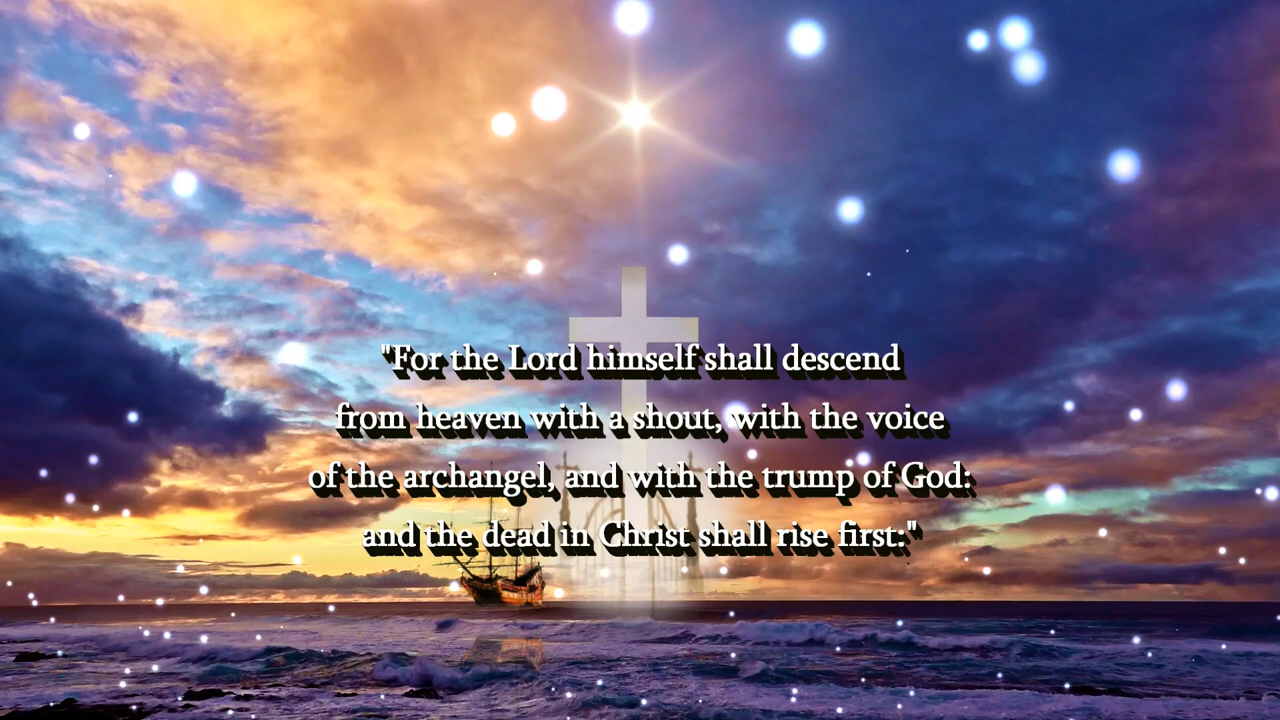 "For the Lord himself shall descend
from heaven with a shout, with the voice
of the archangel, and with the trump of God:
and the dead in Christ shall rise first:"